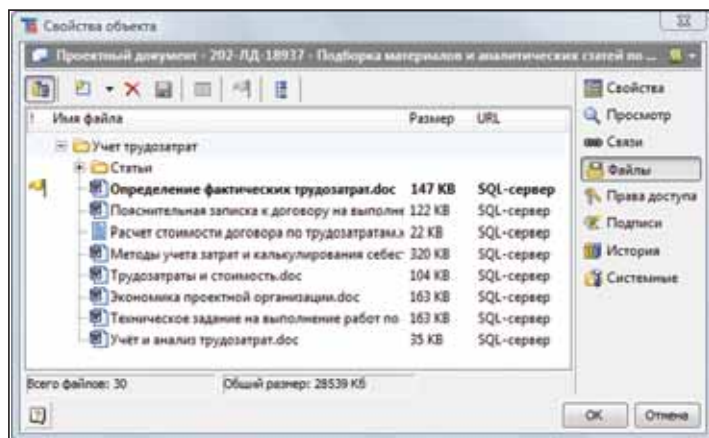 Свойства объекта
Проектный документ - 202-ЛД-18937 - Подборка материалов и аналитических статей по ...
! Имя файла Размер URL
Учет трудозатрат
Статьи
Определение фактических трудозатрат.doc 147 KB SQL-сервер
Пояснительная записка к договору на выполне 122 KB SQL-сервер
Расчет стоимости договора по трудозатратам.x 22 KB SQL-сервер
Методы учета затрат и калькулирования себес 320 KB SQL-сервер
Трудозатраты и стоимость.doc 104 KB SQL-сервер
Экономика проектной организации.doc 163 KB SQL-сервер
Техническое задание на выполнение работ по 163 KB SQL-сервер
Учёт и анализ трудозатрат.doc 35 KB SQL-сервер
Свойства
Просмотр
Связи
Файлы
Права доступа
Подписи
История
Системные
Всего файлов: 30 Общий размер: 28539 Кб
OK Отмена